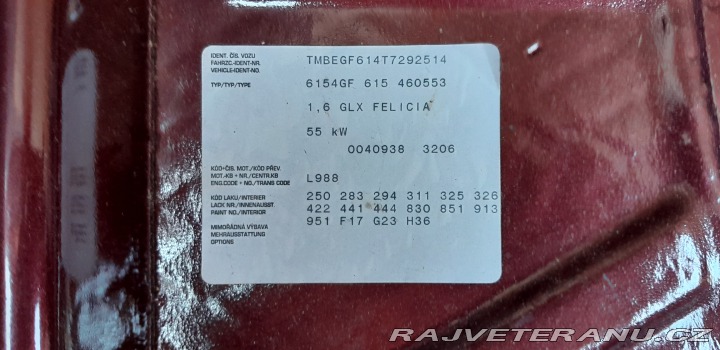 IDENT. ČÍS. VOZU
FAHRZG.-IDENT-NR.
VEHICLE-IDENT-NO.
TMBEGF614T7292514
TYP/TYP/TYPE
6154GF 615 460553
1,6 GLX FELICIA
55 kW
0040938 3206
KÓD+ČÍS. MOT./KÓD PŘEV.
MOT.-KB + NR./CENTR.KB
ENG.CODE + NO./TRANS CODE
L988
KÓD LAKU/INTERIER
LACK NR./INNENAUSST
PAINT NO./INTERIOR
MIMOŘÁDNÁ VÝBAVA
MEHRAUSSTATTUNG
OPTIONS
250 283 294 311 325 326
422 441 444 830 851 913
951 F17 G23 H36
RAJVETERANU.CZ